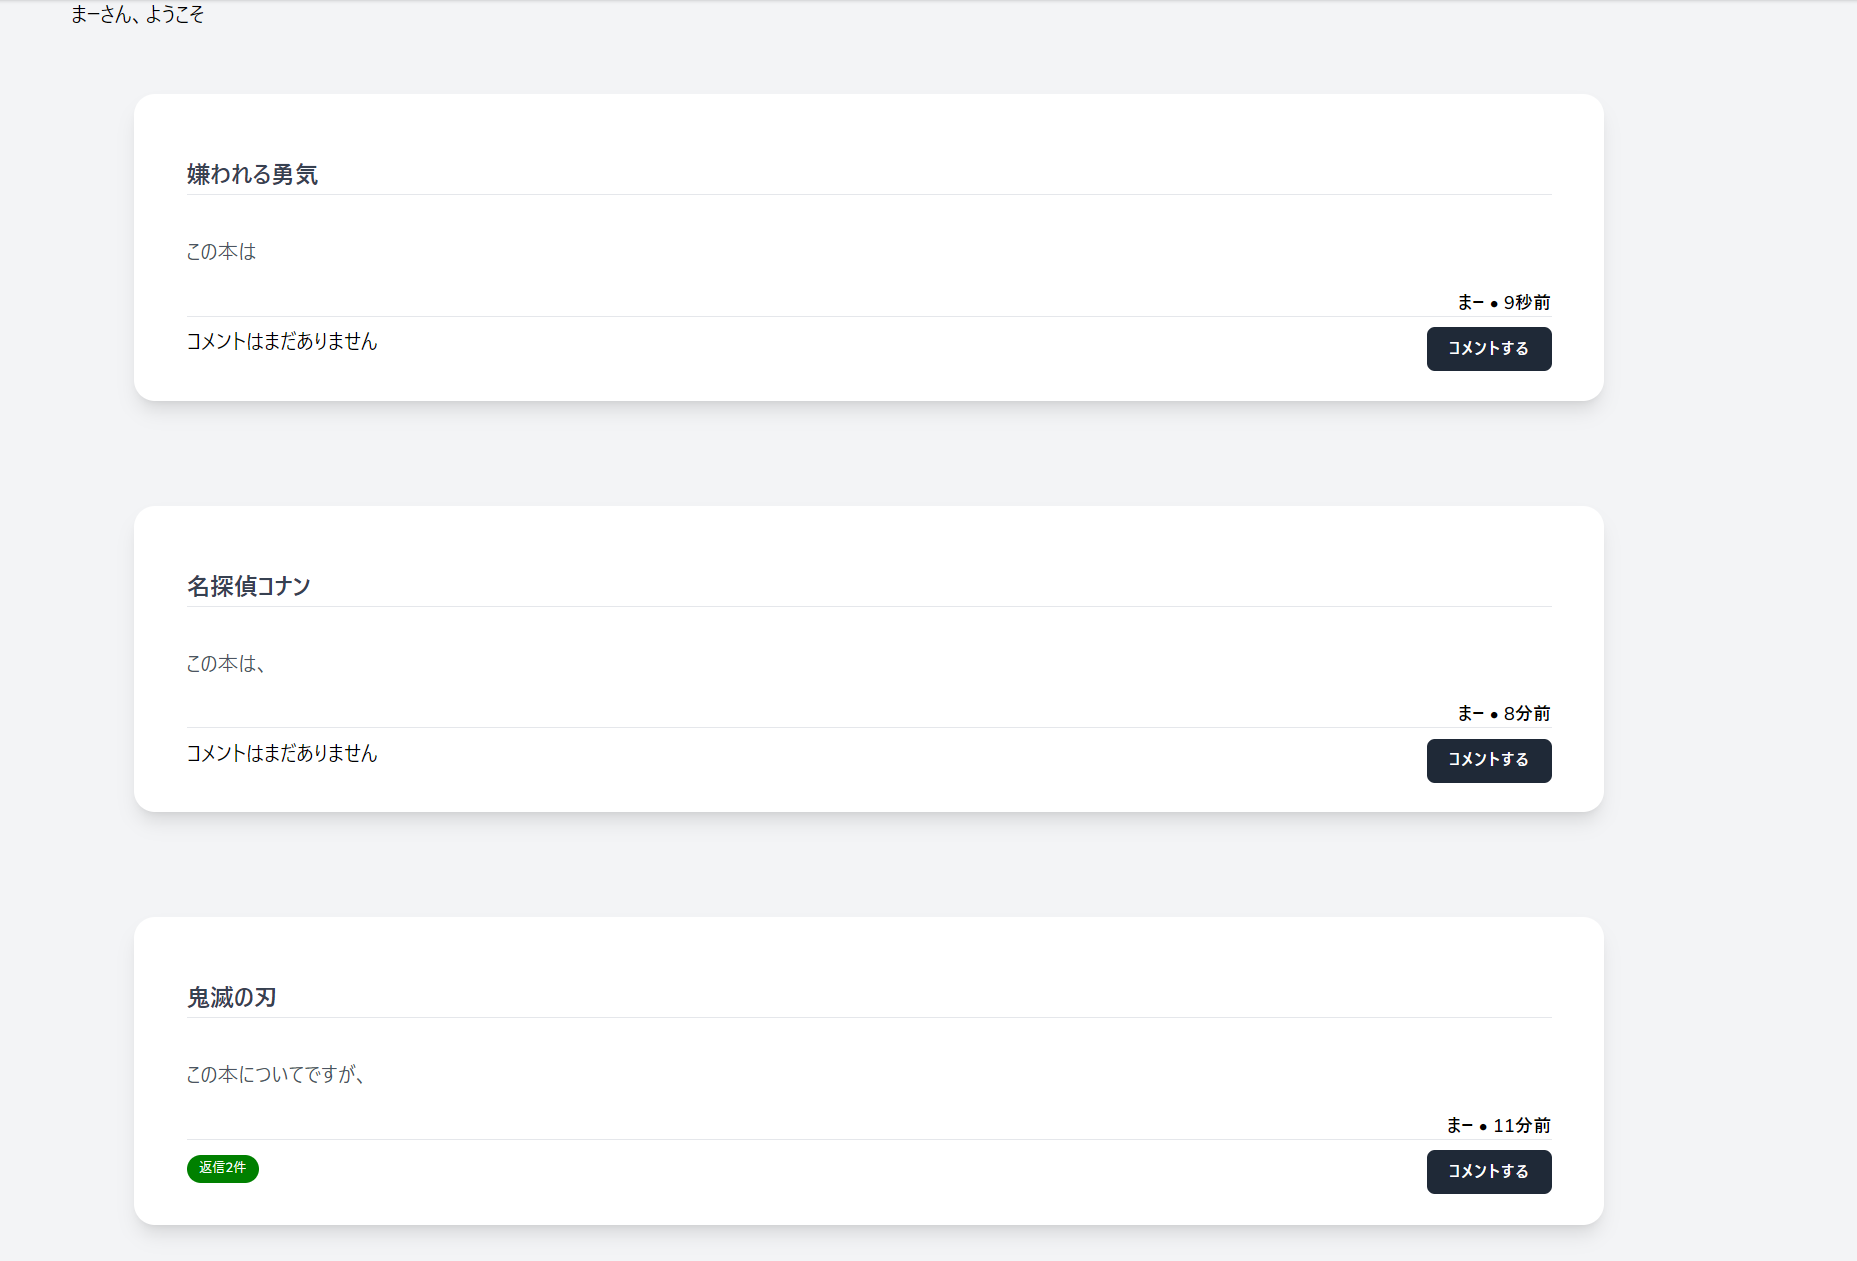 まーさん、ようこそ
嫌われる勇気
この本は
まー • 9秒前
コメントはまだありません
コメントする
名探偵コナン
この本は、
まー • 8分前
コメントはまだありません
コメントする
鬼滅の刃
この本についてですが、
まー • 11分前
返信2件
コメントする